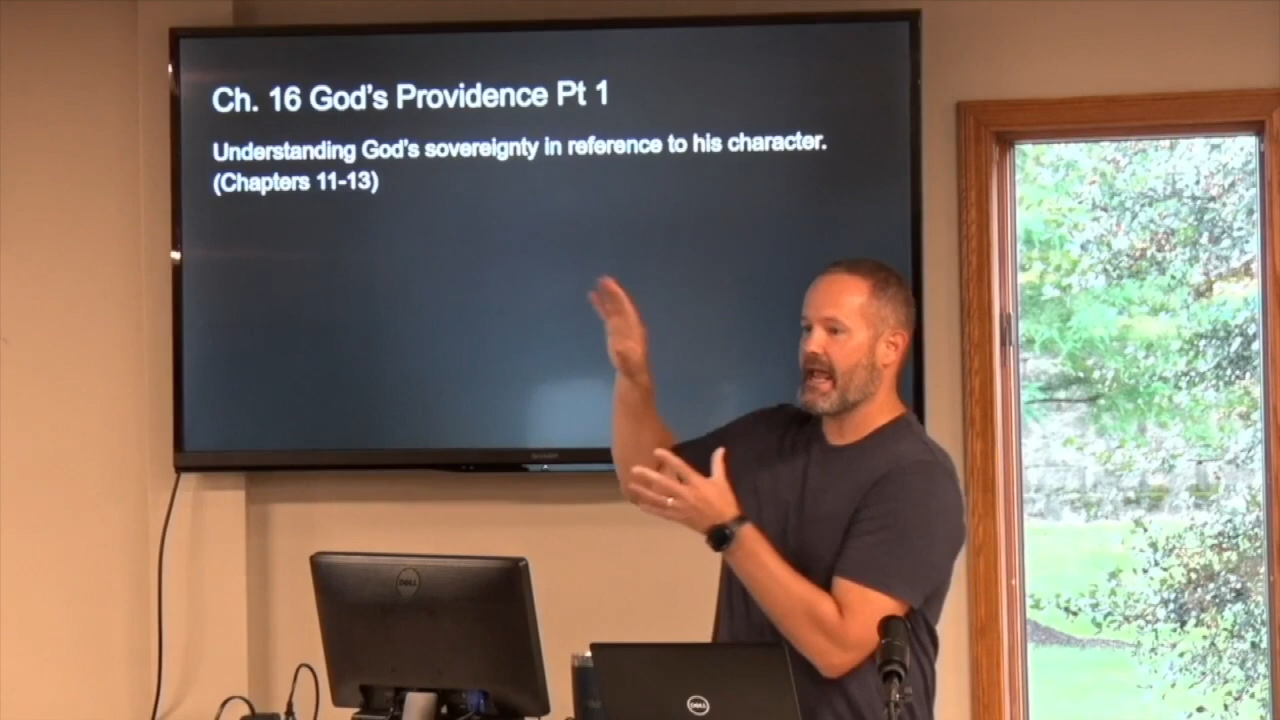 Ch. 16 God's Providence Pt 1
Understanding God's sovereignty in reference to his character.
(Chapters 11-13)
DELL
DELL